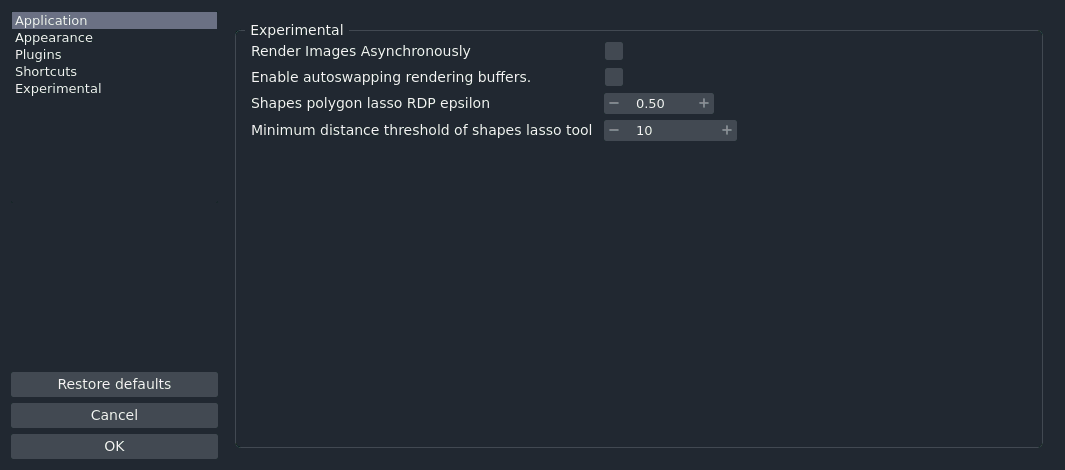 Application
Appearance
Plugins
Shortcuts
Experimental
Restore defaults
Cancel
OK
Experimental
Render Images Asynchronously
Enable autoswapping rendering buffers.
Shapes polygon lasso RDP epsilon − 0.50 +
Minimum distance threshold of shapes lasso tool − 10 +